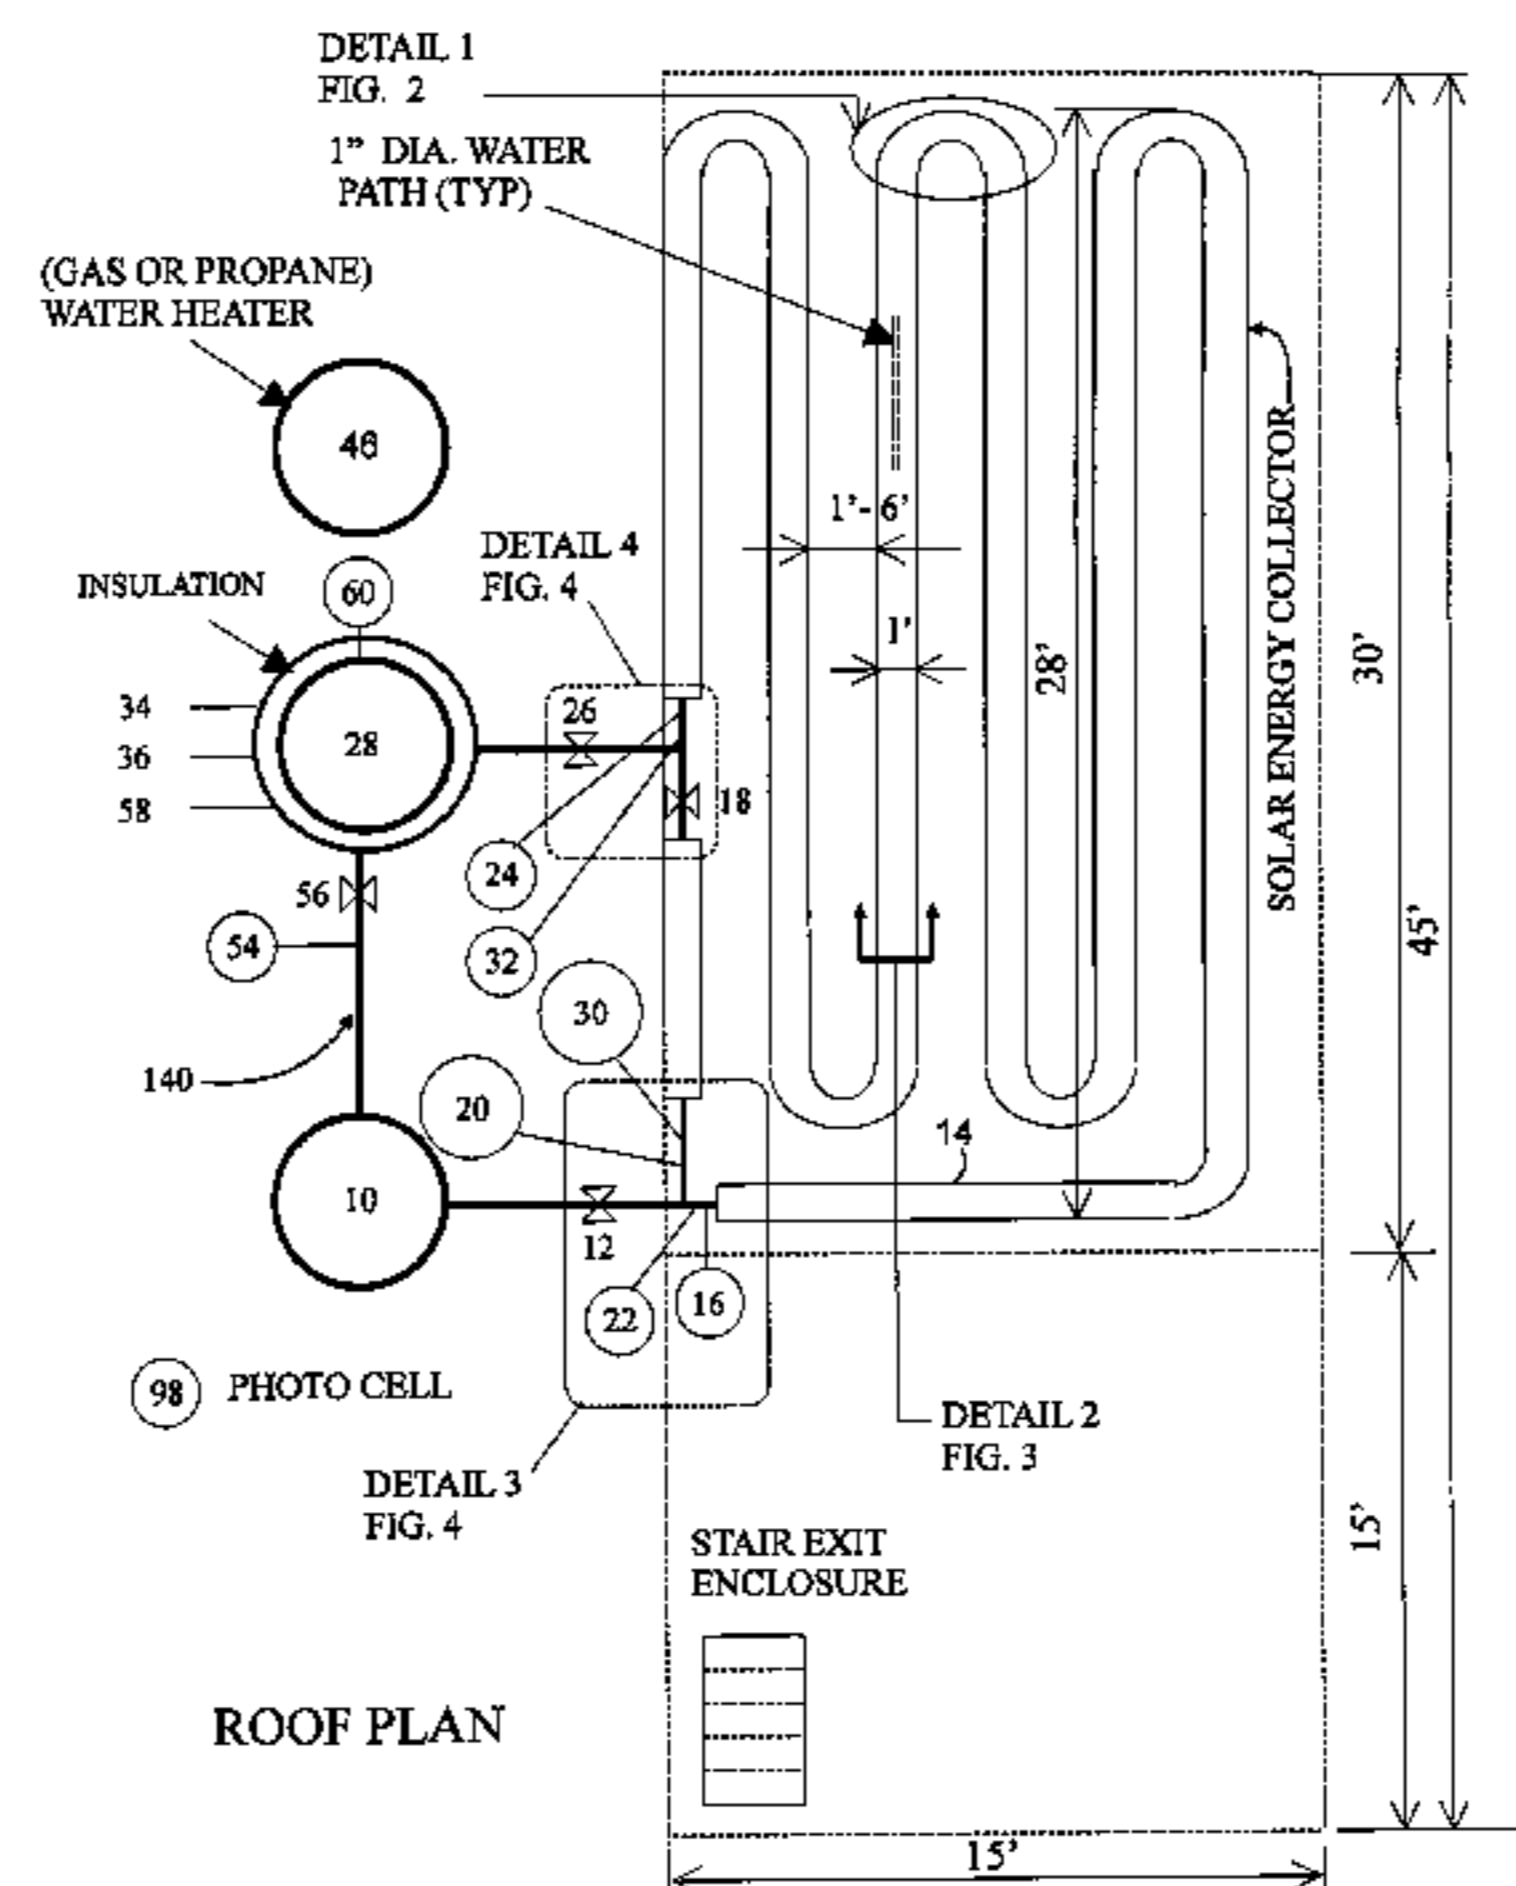 DETAIL 1
FIG. 2
1” DIA. WATER
PATH (TYP)
(GAS OR PROPANE)
WATER HEATER
46
DETAIL 4
FIG. 4
INSULATION
60
34
36
58
28
26
18
24
32
56
54
30
140
20
10
12
22
16
14
1’- 6’
1’
28’
SOLAR ENERGY COLLECTOR
30’
45’
15’
98 PHOTO CELL
DETAIL 3
FIG. 4
DETAIL 2
FIG. 3
STAIR EXIT
ENCLOSURE
ROOF PLAN
15’